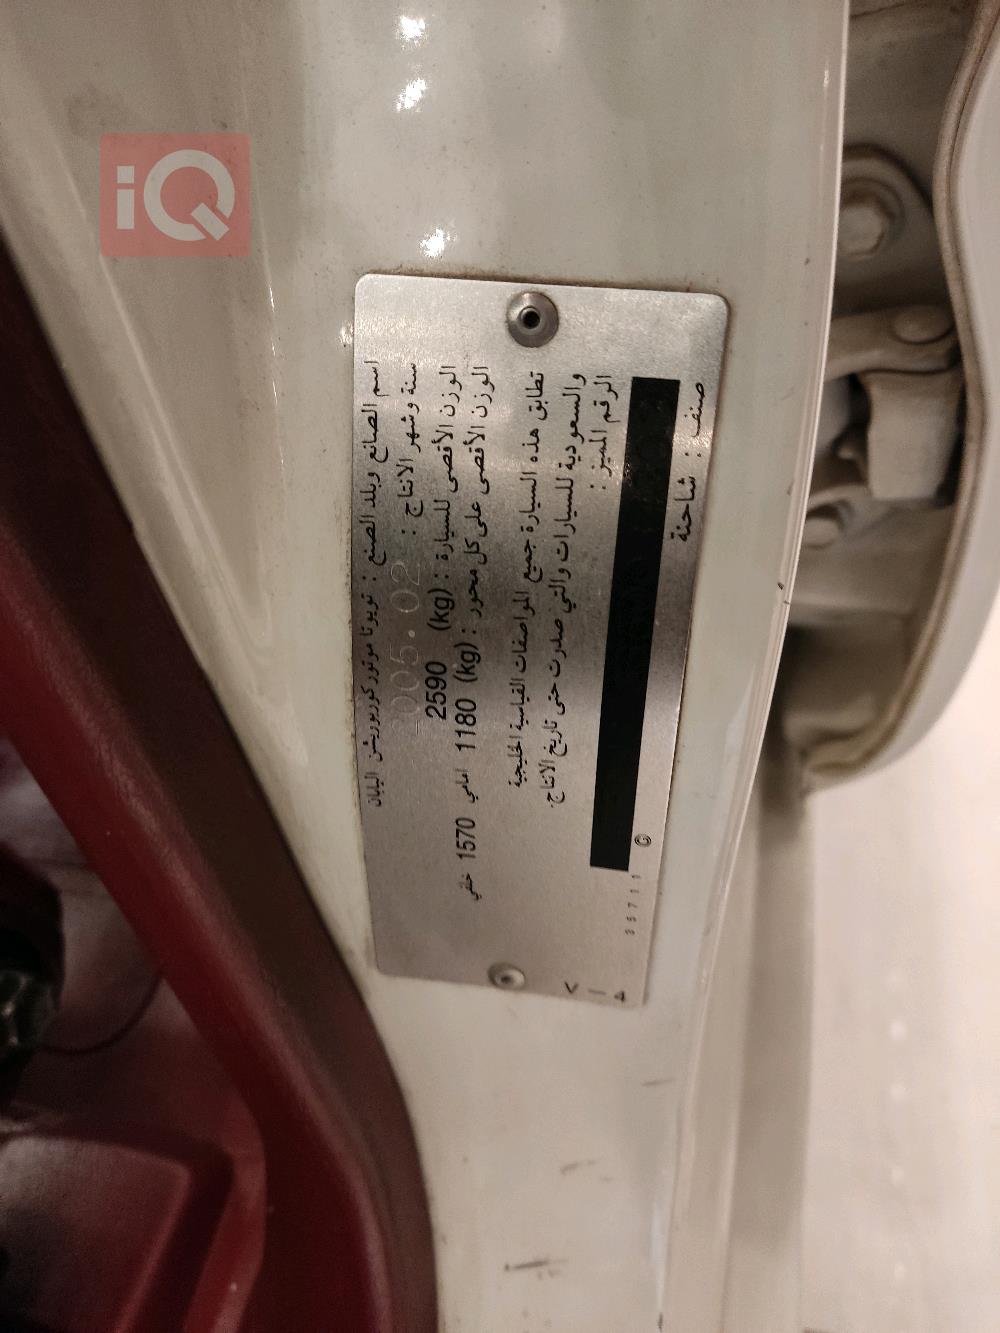 iQ
اسم الصانع وبلد الصنع : تويوتا موتور كوربوريشن اليابان
سنة وشهر الانتاج : 2005.02
الوزن الأقصى للسيارة : (kg) 2590
الوزن الأقصى على كل محور : (kg) 1180 امامي 1570 خلفي
تطابق هذه السيارة جميع المواصفات القياسية الخليجية
والسعودية للسيارات والتي صدرت حتى تاريخ الانتاج.
الرقم المميز :
صنف : شاحنة
35711
©